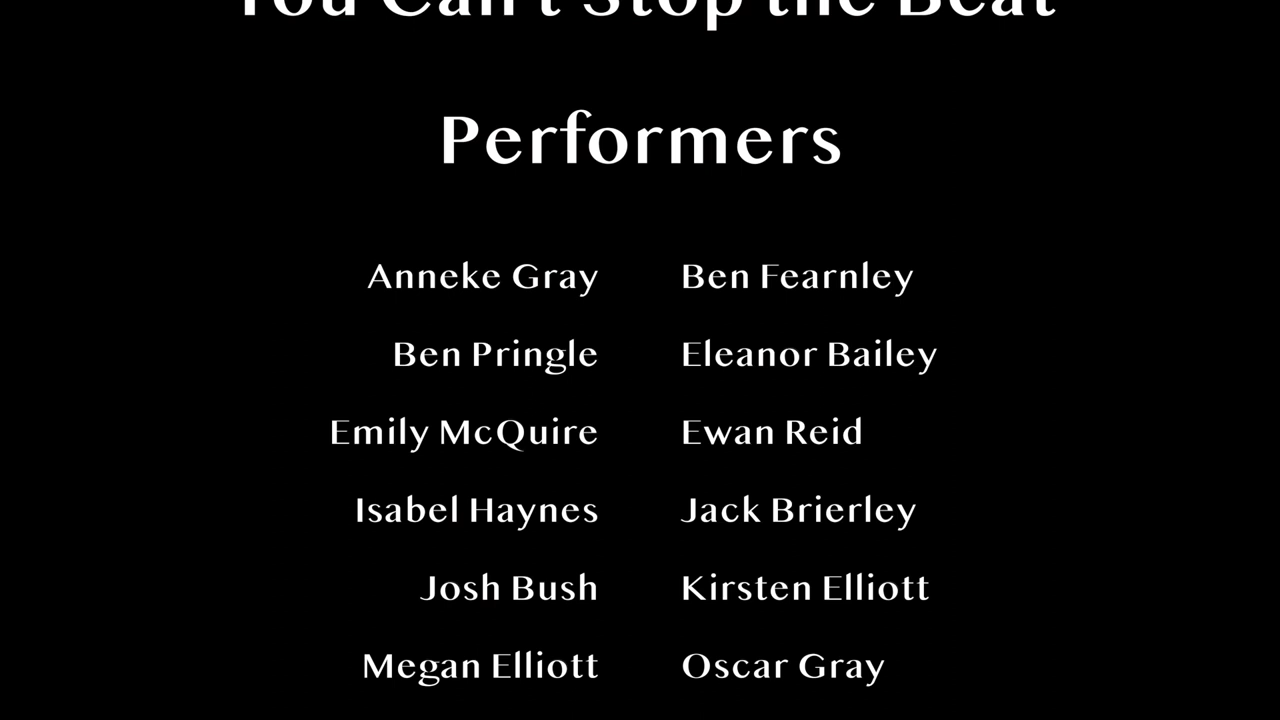 You Can't Stop the Beat
Performers
Anneke Gray Ben Fearnley
Ben Pringle Eleanor Bailey
Emily McQuire Ewan Reid
Isabel Haynes Jack Brierley
Josh Bush Kirsten Elliott
Megan Elliott Oscar Gray